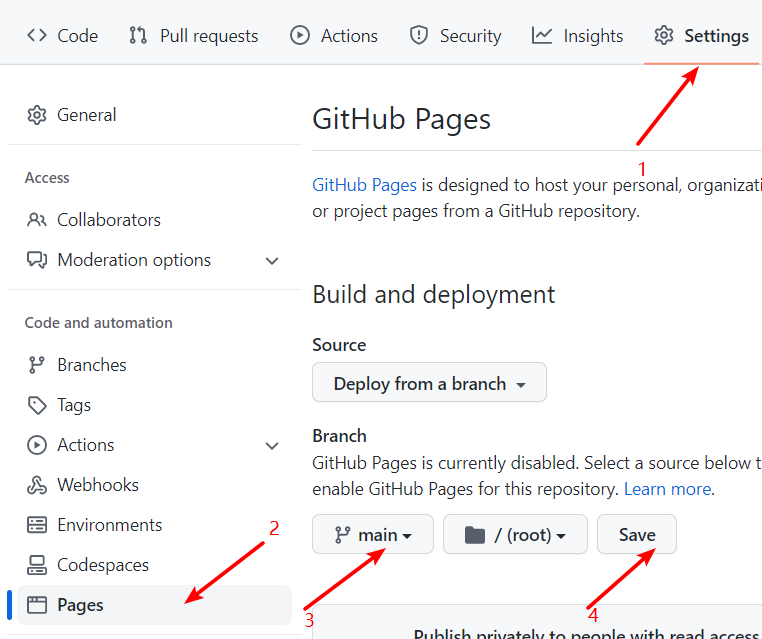 Code Pull requests Actions Security Insights Settings
General
GitHub Pages
1
Access
GitHub Pages is designed to host your personal, organizati
Collaborators
or project pages from a GitHub repository.
Moderation options
Build and deployment
Code and automation
Source
Branches
Deploy from a branch
Tags
Branch
Actions
GitHub Pages is currently disabled. Select a source below t
Webhooks
enable GitHub Pages for this repository. Learn more.
Environments
2
main / (root) Save
Codespaces
Pages
3
4
Publish privately to people with read access